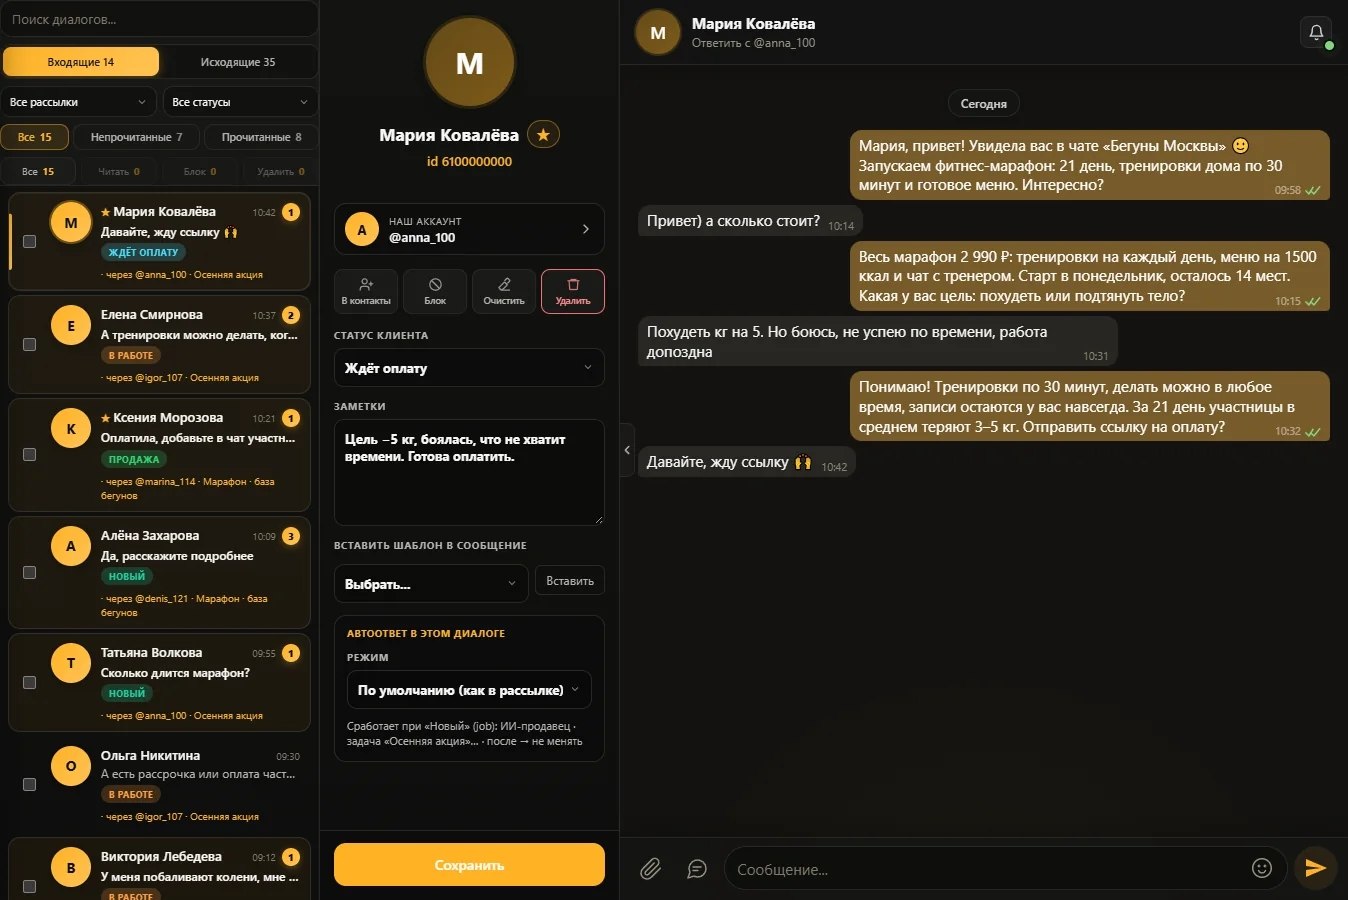 Поиск диалогов...
Входящие 14
Исходящие 35
Все рассылки
Все статусы
Все 15
Непрочитанные 7
Прочитанные 8
Все 15
Читать 0
Блок 0
Удалить 0
М
★ Мария Ковалёва
10:42
1
Давайте, жду ссылку 🙌
ЖДЁТ ОПЛАТУ
· через @anna_100 · Осенняя акция
Е
Елена Смирнова
10:37
2
А тренировки можно делать, ког...
В РАБОТЕ
· через @igor_107 · Осенняя акция
К
★ Ксения Морозова
10:21
1
Оплатила, добавьте в чат участн...
ПРОДАЖА
· через @marina_114 · Марафон · база
бегунов
А
Алёна Захарова
10:09
3
Да, расскажите подробнее
НОВЫЙ
· через @denis_121 · Марафон · база
бегунов
Т
Татьяна Волкова
09:55
1
Сколько длится марафон?
НОВЫЙ
· через @anna_100 · Осенняя акция
О
Ольга Никитина
09:30
А есть рассрочка или оплата част...
В РАБОТЕ
· через @igor_107 · Осенняя акция
В
Виктория Лебедева
09:12
1
У меня побаливают колени, мне ...
В РАБОТЕ
М
Мария Ковалёва ★
id 6100000000
А
НАШ АККАУНТ
@anna_100
В контакты
Блок
Очистить
Удалить
СТАТУС КЛИЕНТА
Ждёт оплату
ЗАМЕТКИ
Цель −5 кг, боялась, что не хватит
времени. Готова оплатить.
ВСТАВИТЬ ШАБЛОН В СООБЩЕНИЕ
Выбрать...
Вставить
АВТООТВЕТ В ЭТОМ ДИАЛОГЕ
РЕЖИМ
По умолчанию (как в рассылке)
Сработает при «Новый» (job): ИИ-продавец ·
задача «Осенняя акция»... · после → не менять
Сохранить
М
Мария Ковалёва
Ответить с @anna_100
Сегодня
Мария, привет! Увидела вас в чате «Бегуны Москвы» 🙂
Запускаем фитнес-марафон: 21 день, тренировки дома по 30
минут и готовое меню. Интересно?
09:58
Привет) а сколько стоит?
10:14
Весь марафон 2 990 ₽: тренировки на каждый день, меню на 1500
ккал и чат с тренером. Старт в понедельник, осталось 14 мест.
Какая у вас цель: похудеть или подтянуть тело?
10:15
Похудеть кг на 5. Но боюсь, не успею по времени, работа
допоздна
10:31
Понимаю! Тренировки по 30 минут, делать можно в любое
время, записи остаются у вас навсегда. За 21 день участницы в
среднем теряют 3–5 кг. Отправить ссылку на оплату?
10:32
Давайте, жду ссылку 🙌
10:42
Сообщение...